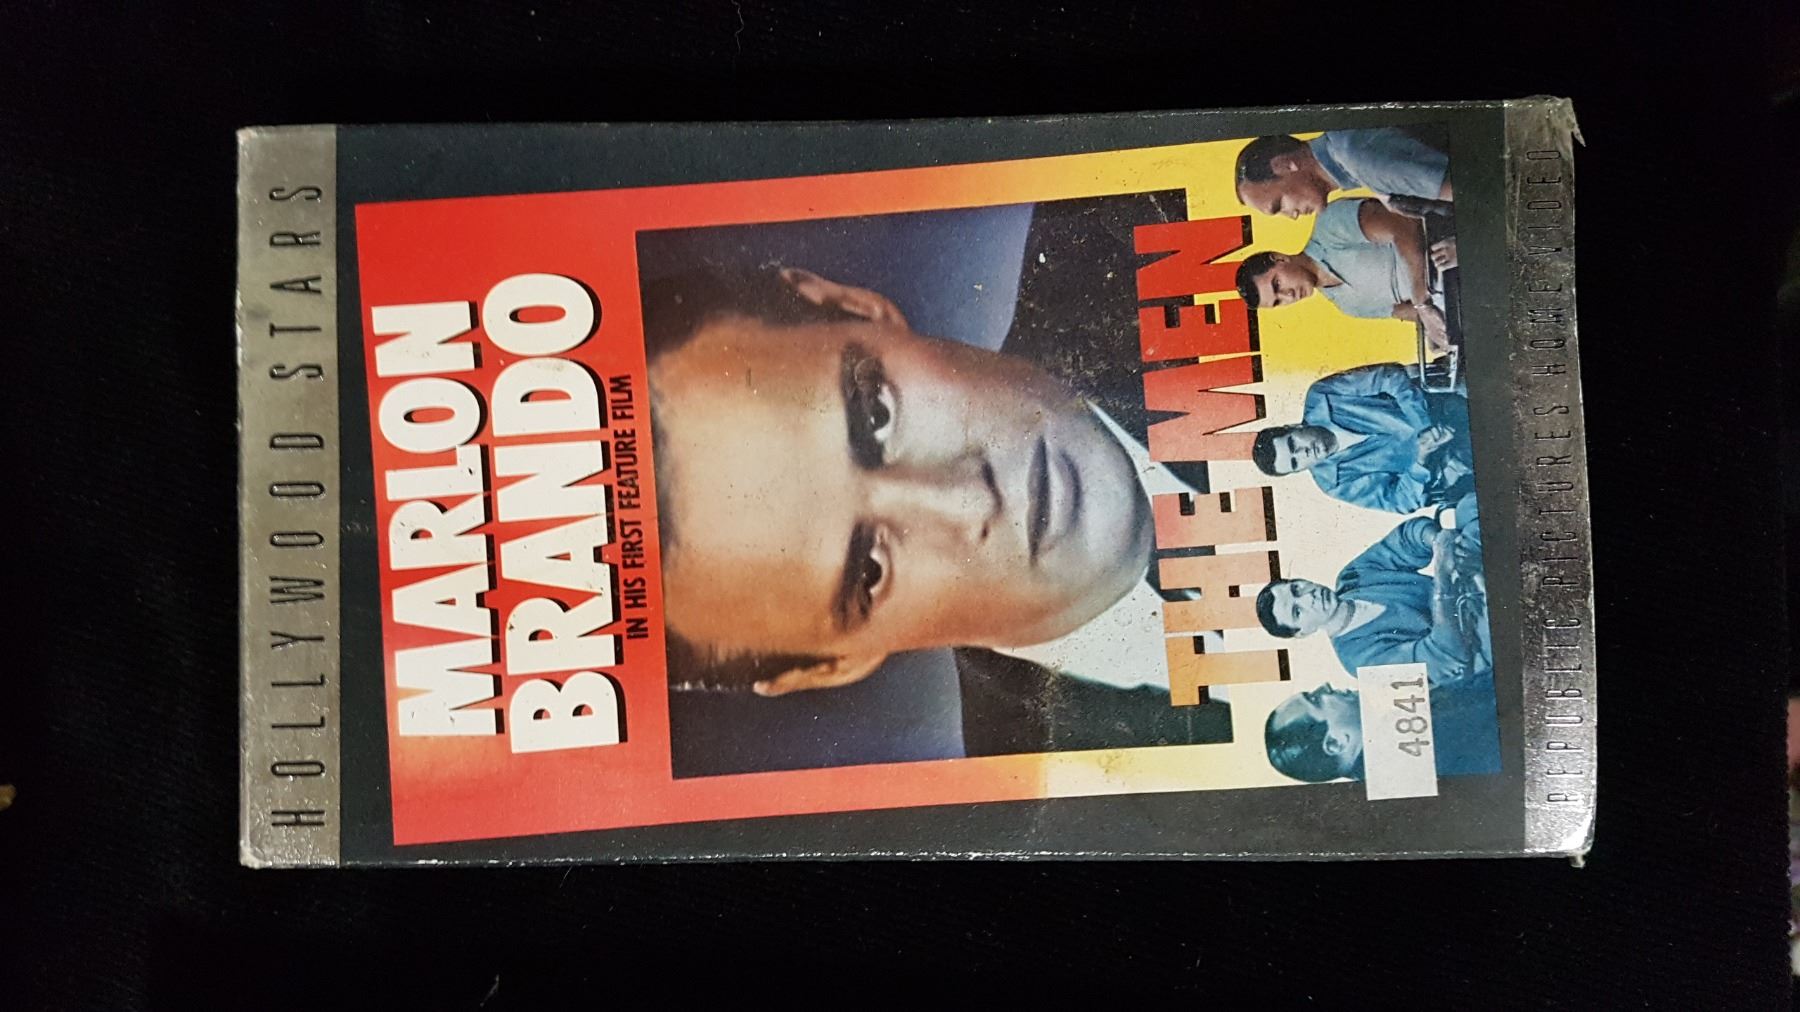 HOLLYWOOD STARS
MARLON
BRANDO
IN HIS FIRST FEATURE FILM
THE MEN
4841
REPUBLIC PICTURES HOME VIDEO